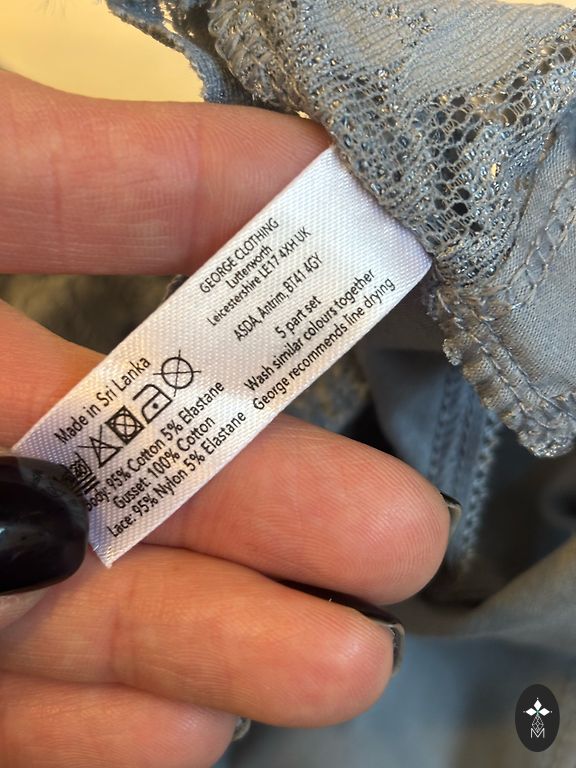 GEORGE CLOTHING
Lutterworth
Leicestershire LE17 4XH UK
ASDA, Antrim, BT41 4GY
5 part set
Wash similar colours together
George recommends line drying
Made in Sri Lanka
Body: 95% Cotton 5% Elastane
Gusset: 100% Cotton
Lace: 95% Nylon 5% Elastane
M